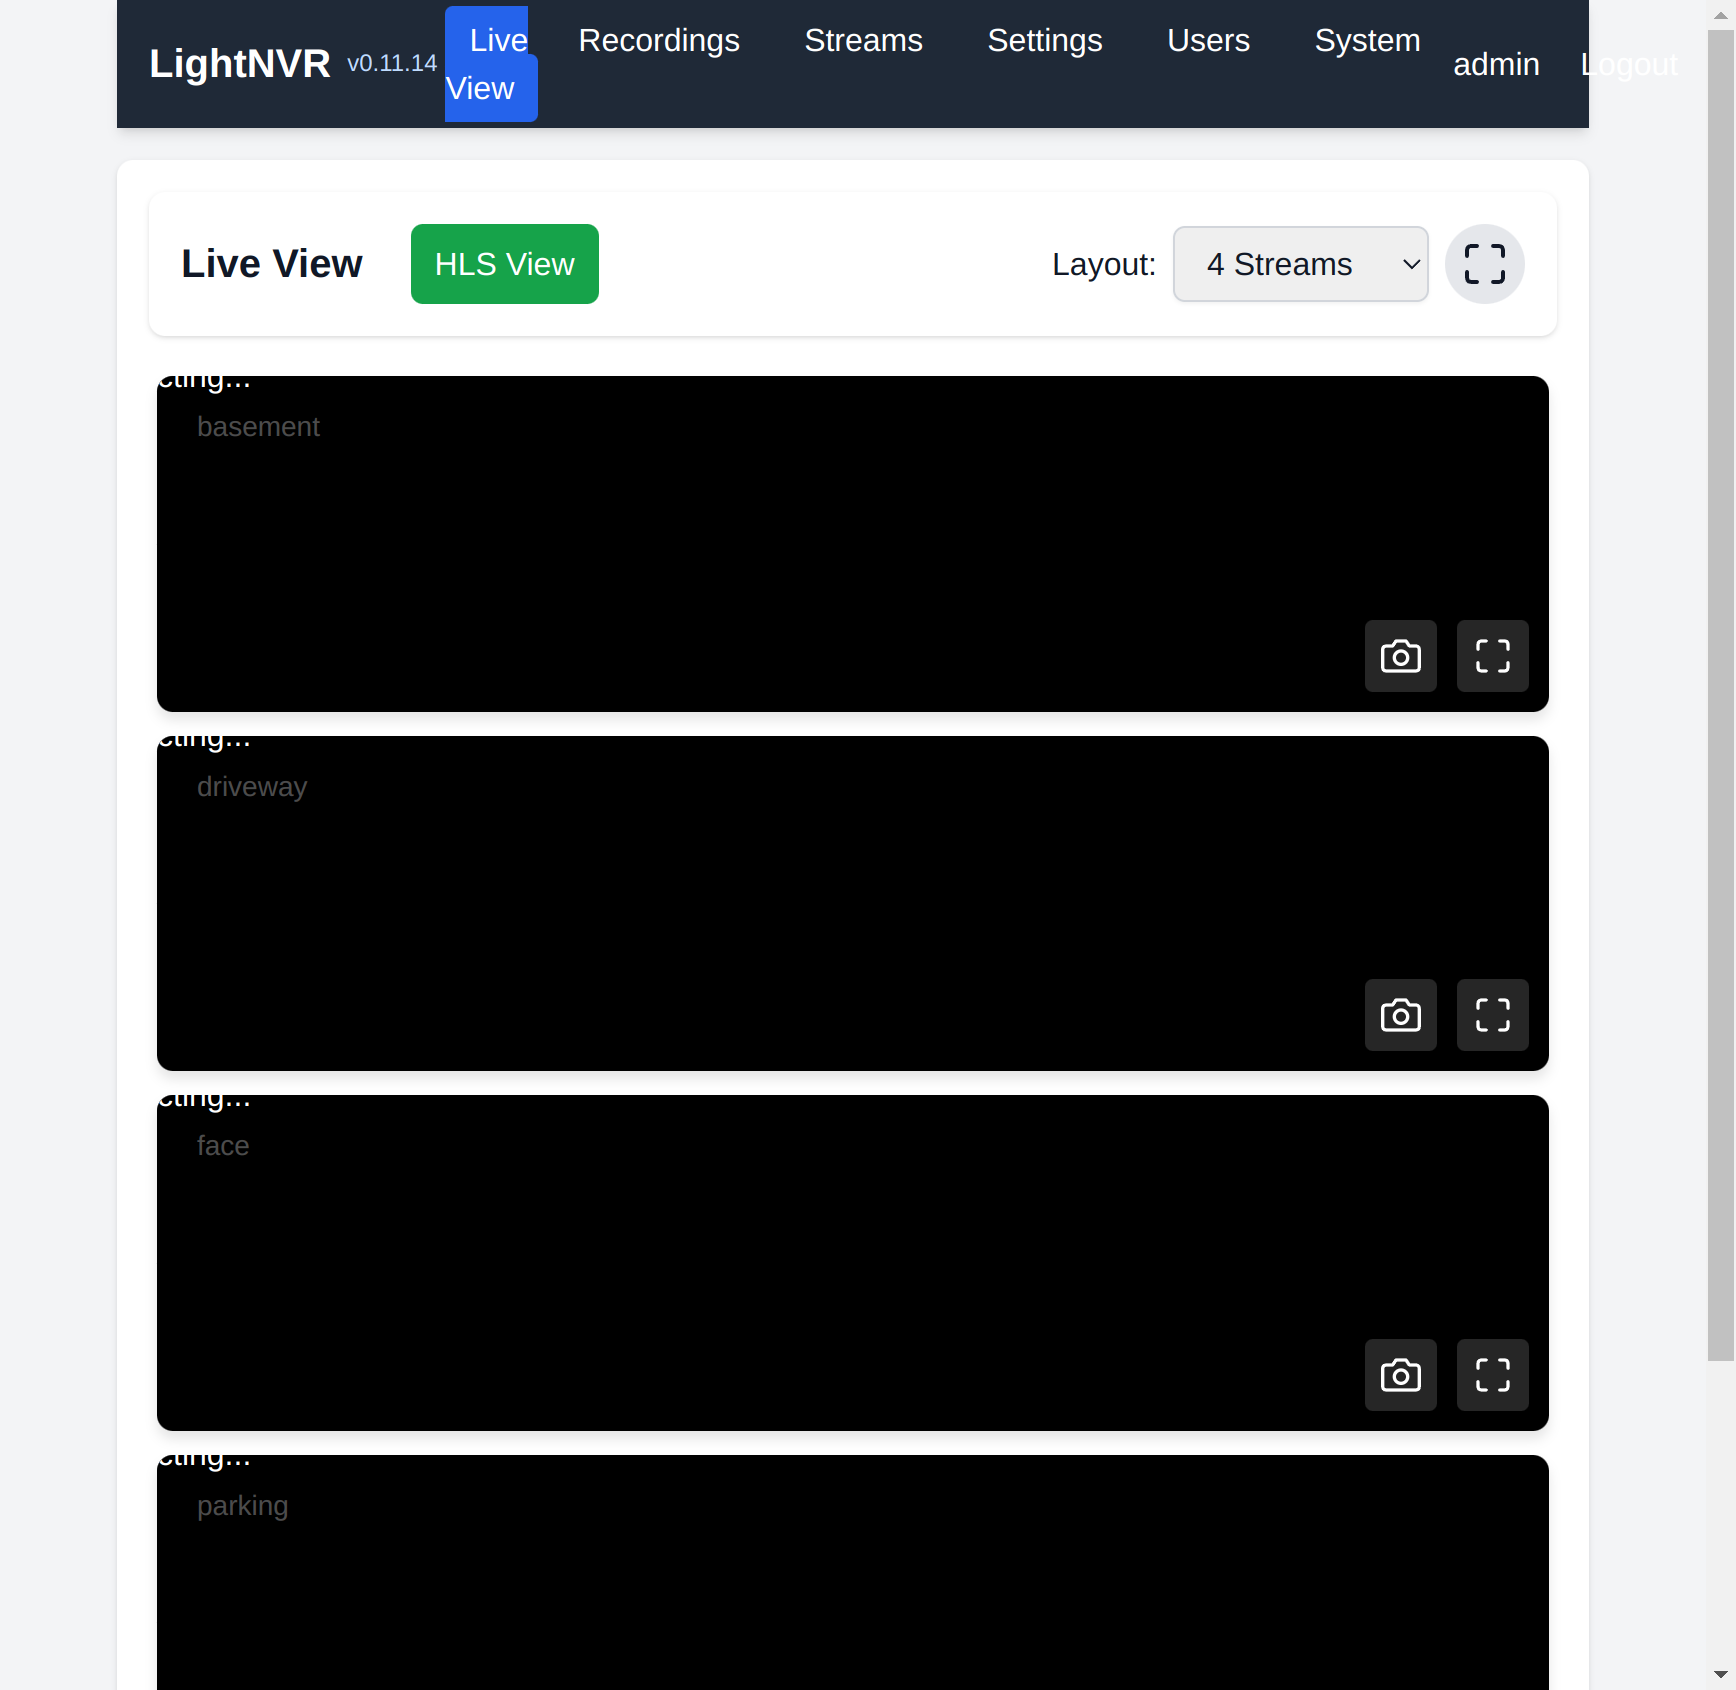 LightNVR v0.11.14 Live View Recordings Streams Settings Users System admin Logout
Live View HLS View Layout: 4 Streams
cting...
basement
cting...
driveway
cting...
face
cting...
parking